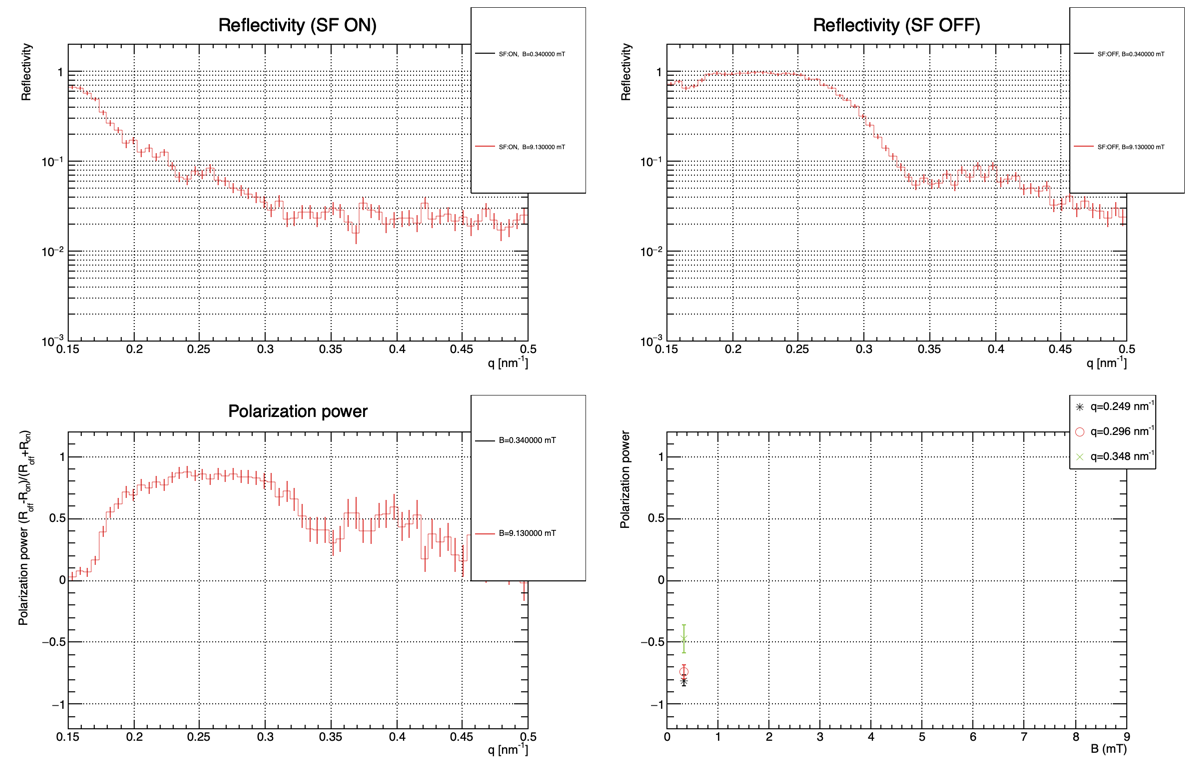 Reflectivity (SF ON)
Reflectivity
SF:ON, B=0.340000 mT
SF:ON, B=9.130000 mT
1
10⁻¹
10⁻²
10⁻³
0.15 0.2 0.25 0.3 0.35 0.4 0.45 0.5
q [nm⁻¹]
Reflectivity (SF OFF)
Reflectivity
SF:OFF, B=0.340000 mT
SF:OFF, B=9.130000 mT
1
10⁻¹
10⁻²
10⁻³
0.15 0.2 0.25 0.3 0.35 0.4 0.45 0.5
q [nm⁻¹]
Polarization power
Polarization power (R_off-R_on)/(R_off+R_on)
B=0.340000 mT
B=9.130000 mT
1
0.5
0
−0.5
−1
0.15 0.2 0.25 0.3 0.35 0.4 0.45 0.5
q [nm⁻¹]
Polarization power
q=0.249 nm⁻¹
q=0.296 nm⁻¹
q=0.348 nm⁻¹
1
0.5
0
−0.5
−1
0 1 2 3 4 5 6 7 8 9
B (mT)